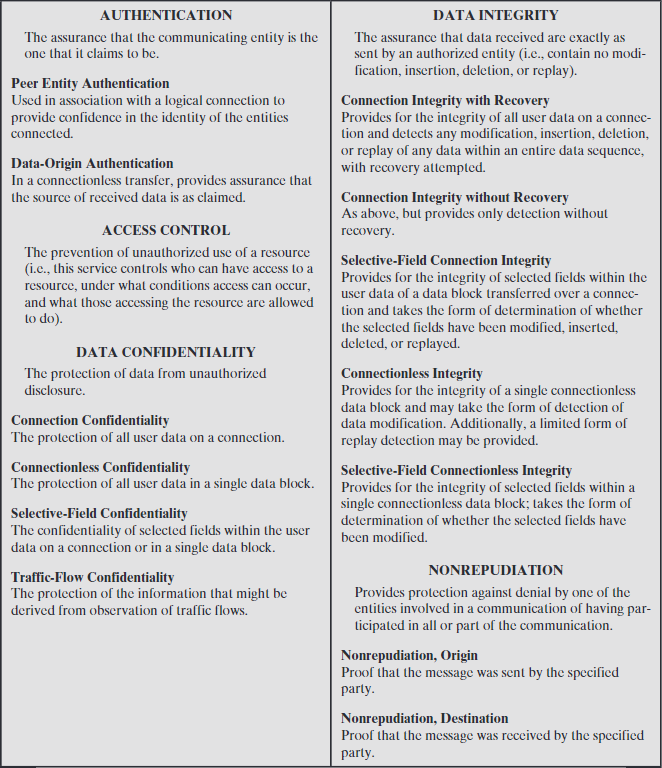 AUTHENTICATION
The assurance that the communicating entity is the
one that it claims to be.
Peer Entity Authentication
Used in association with a logical connection to
provide confidence in the identity of the entities
connected.
Data-Origin Authentication
In a connectionless transfer, provides assurance that
the source of received data is as claimed.
ACCESS CONTROL
The prevention of unauthorized use of a resource
(i.e., this service controls who can have access to a
resource, under what conditions access can occur,
and what those accessing the resource are allowed
to do).
DATA CONFIDENTIALITY
The protection of data from unauthorized
disclosure.
Connection Confidentiality
The protection of all user data on a connection.
Connectionless Confidentiality
The protection of all user data in a single data block.
Selective-Field Confidentiality
The confidentiality of selected fields within the user
data on a connection or in a single data block.
Traffic-Flow Confidentiality
The protection of the information that might be
derived from observation of traffic flows.
DATA INTEGRITY
The assurance that data received are exactly as
sent by an authorized entity (i.e., contain no modi-
fication, insertion, deletion, or replay).
Connection Integrity with Recovery
Provides for the integrity of all user data on a connec-
tion and detects any modification, insertion, deletion,
or replay of any data within an entire data sequence,
with recovery attempted.
Connection Integrity without Recovery
As above, but provides only detection without
recovery.
Selective-Field Connection Integrity
Provides for the integrity of selected fields within the
user data of a data block transferred over a connec-
tion and takes the form of determination of whether
the selected fields have been modified, inserted,
deleted, or replayed.
Connectionless Integrity
Provides for the integrity of a single connectionless
data block and may take the form of detection of
data modification. Additionally, a limited form of
replay detection may be provided.
Selective-Field Connectionless Integrity
Provides for the integrity of selected fields within a
single connectionless data block; takes the form of
determination of whether the selected fields have
been modified.
NONREPUDIATION
Provides protection against denial by one of the
entities involved in a communication of having par-
ticipated in all or part of the communication.
Nonrepudiation, Origin
Proof that the message was sent by the specified
party.
Nonrepudiation, Destination
Proof that the message was received by the specified
party.